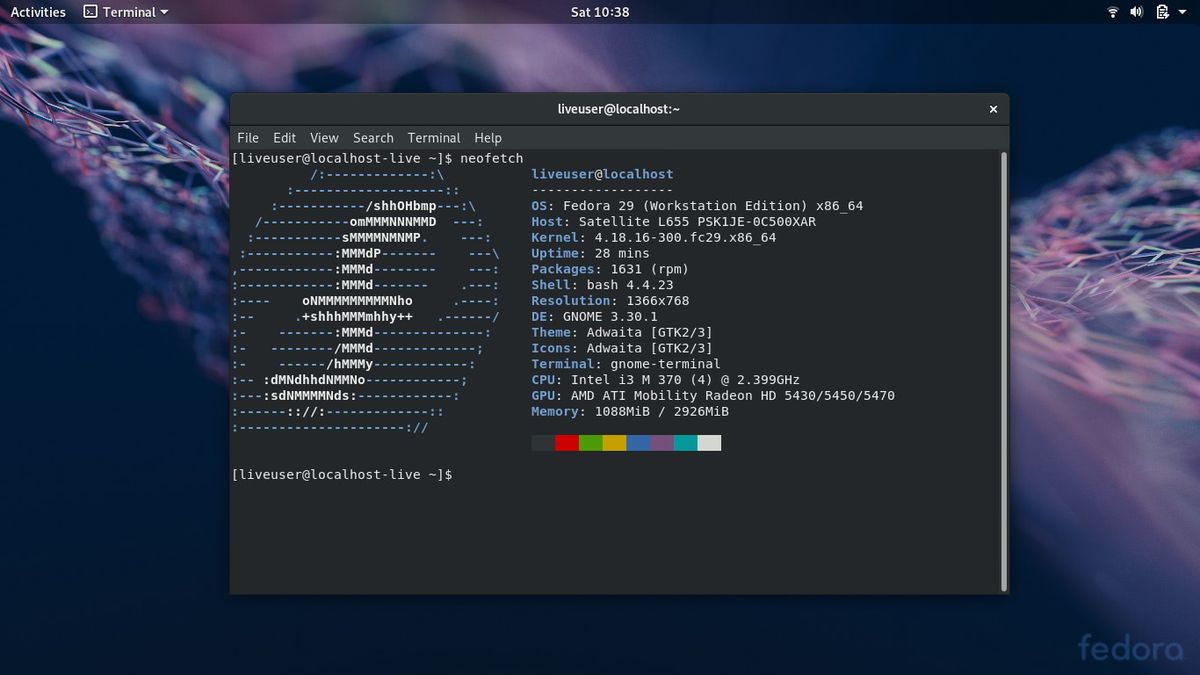 Activities Terminal Sat 10:38
liveuser@localhost:~
File Edit View Search Terminal Help
[liveuser@localhost-live ~]$ neofetch
/:-------------:\ liveuser@localhost
:-------------------:: ------------------
:-----------/shhOHbmp---:\ OS: Fedora 29 (Workstation Edition) x86_64
/-----------omMMMNNNMMD ---: Host: Satellite L655 PSK1JE-0C500XAR
:-----------sMMMMNMNMP. ---: Kernel: 4.18.16-300.fc29.x86_64
:-----------:MMMdP------- ---\ Uptime: 28 mins
,------------:MMMd-------- ---: Packages: 1631 (rpm)
:------------:MMMd------- .---: Shell: bash 4.4.23
:---- oNMMMMMMMMMNho .----: Resolution: 1366x768
:-- .+shhhMMMmhhy++ .------/ DE: GNOME 3.30.1
:- -------:MMMd--------------: Theme: Adwaita [GTK2/3]
:- --------/MMMd-------------; Icons: Adwaita [GTK2/3]
:- ------/hMMMy------------: Terminal: gnome-terminal
:-- :dMNdhhdNMMNo------------; CPU: Intel i3 M 370 (4) @ 2.399GHz
:---:sdNMMMMNds:------------: GPU: AMD ATI Mobility Radeon HD 5430/5450/5470
:------:://:-------------:: Memory: 1088MiB / 2926MiB
:---------------------://
[liveuser@localhost-live ~]$
fedora